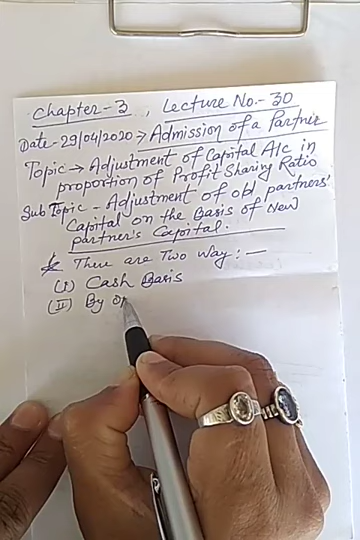 Chapter-3, Lecture No.- 30
Date-29/04/2020 → Admission of a Partner
Topic → Adjustment of Capital A/c in
proportion of Profit Sharing Ratio
Sub Topic - Adjustment of old partners'
Capital on the Basis of New
partner's Capital.
* There are Two Way:—
(I) Cash Basis
(II) By